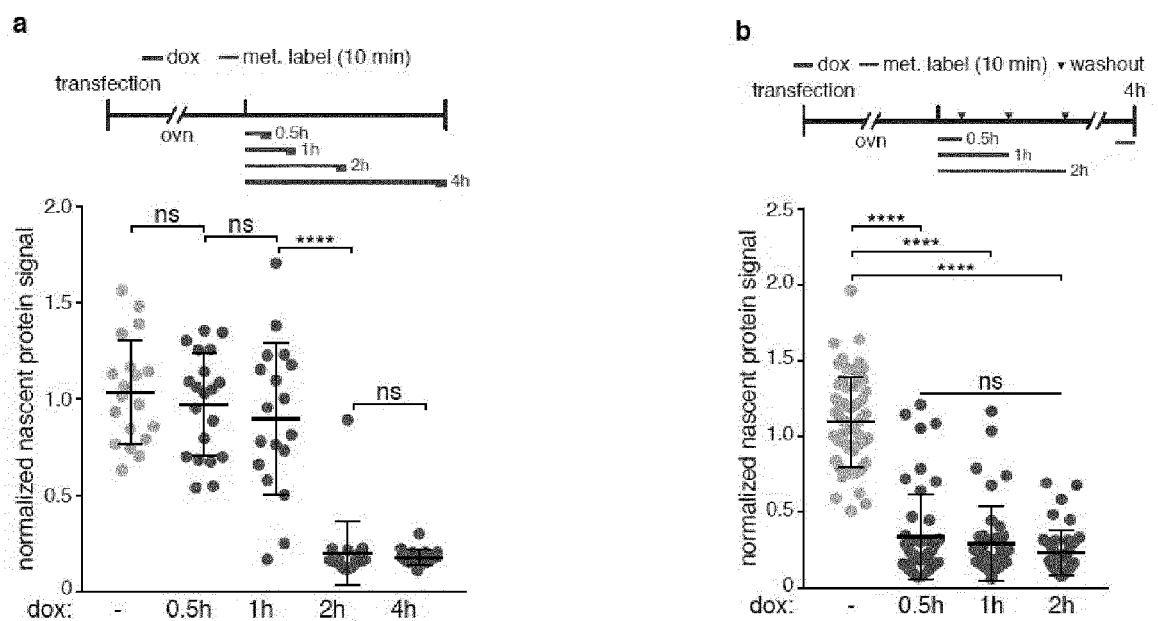 a
dox met. label (10 min)
transfection
ovn
0.5h
1h
2h
4h
normalized nascent protein signal
2.0
1.5
1.0
0.5
0
ns
ns
****
ns
dox: - 0.5h 1h 2h 4h
b
dox met. label (10 min) washout
transfection 4h
ovn
0.5h
1h
2h
normalized nascent protein signal
2.5
2.0
1.5
1.0
0.5
0
****
****
****
ns
dox: - 0.5h 1h 2h